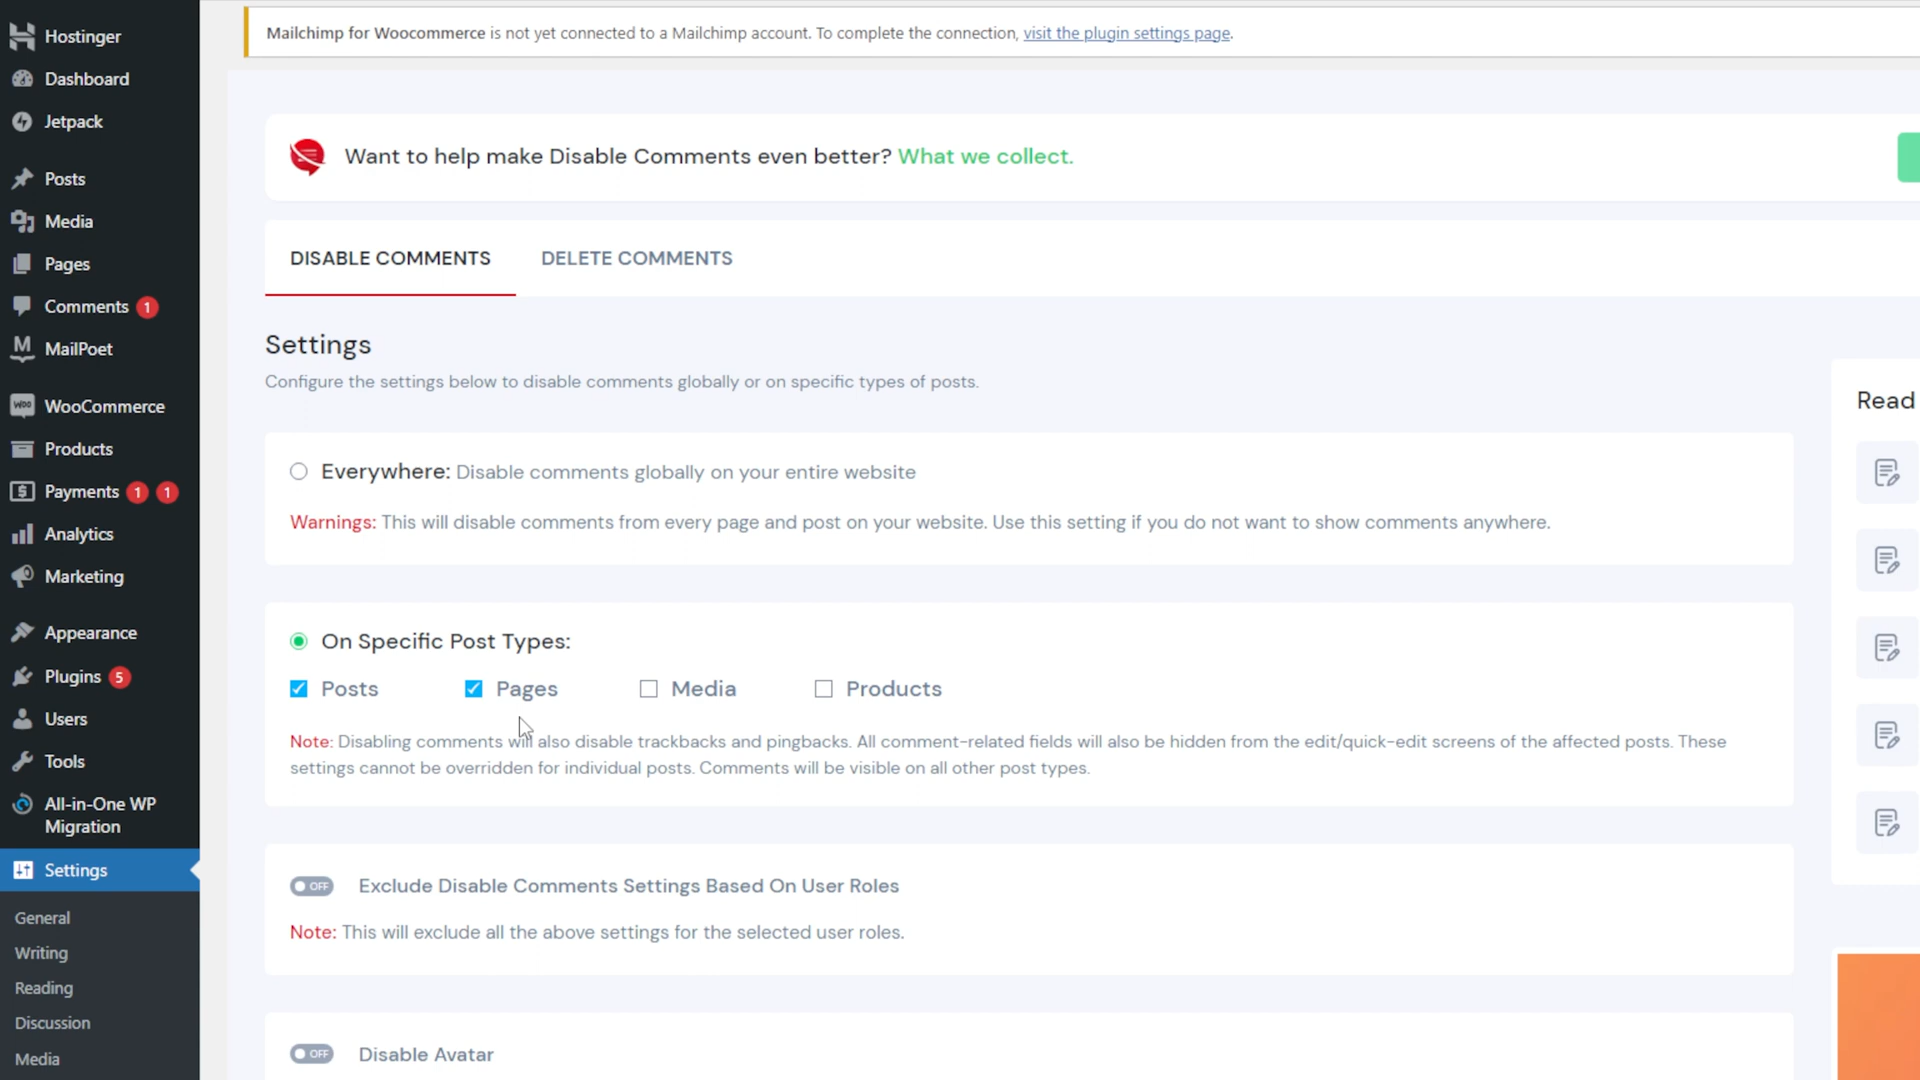 Hostinger
Dashboard
Jetpack
Posts
Media
Pages
Comments 1
MailPoet
WooCommerce
Products
Payments 1 1
Analytics
Marketing
Appearance
Plugins 5
Users
Tools
All-in-One WP
Migration
Settings
General
Writing
Reading
Discussion
Media
Mailchimp for Woocommerce is not yet connected to a Mailchimp account. To complete the connection, visit the plugin settings page.
Want to help make Disable Comments even better? What we collect.
DISABLE COMMENTS DELETE COMMENTS
Settings
Configure the settings below to disable comments globally or on specific types of posts.
Everywhere: Disable comments globally on your entire website
Warnings: This will disable comments from every page and post on your website. Use this setting if you do not want to show comments anywhere.
On Specific Post Types:
Posts Pages Media Products
Note: Disabling comments will also disable trackbacks and pingbacks. All comment-related fields will also be hidden from the edit/quick-edit screens of the affected posts. These
settings cannot be overridden for individual posts. Comments will be visible on all other post types.
OFF Exclude Disable Comments Settings Based On User Roles
Note: This will exclude all the above settings for the selected user roles.
OFF Disable Avatar
Read